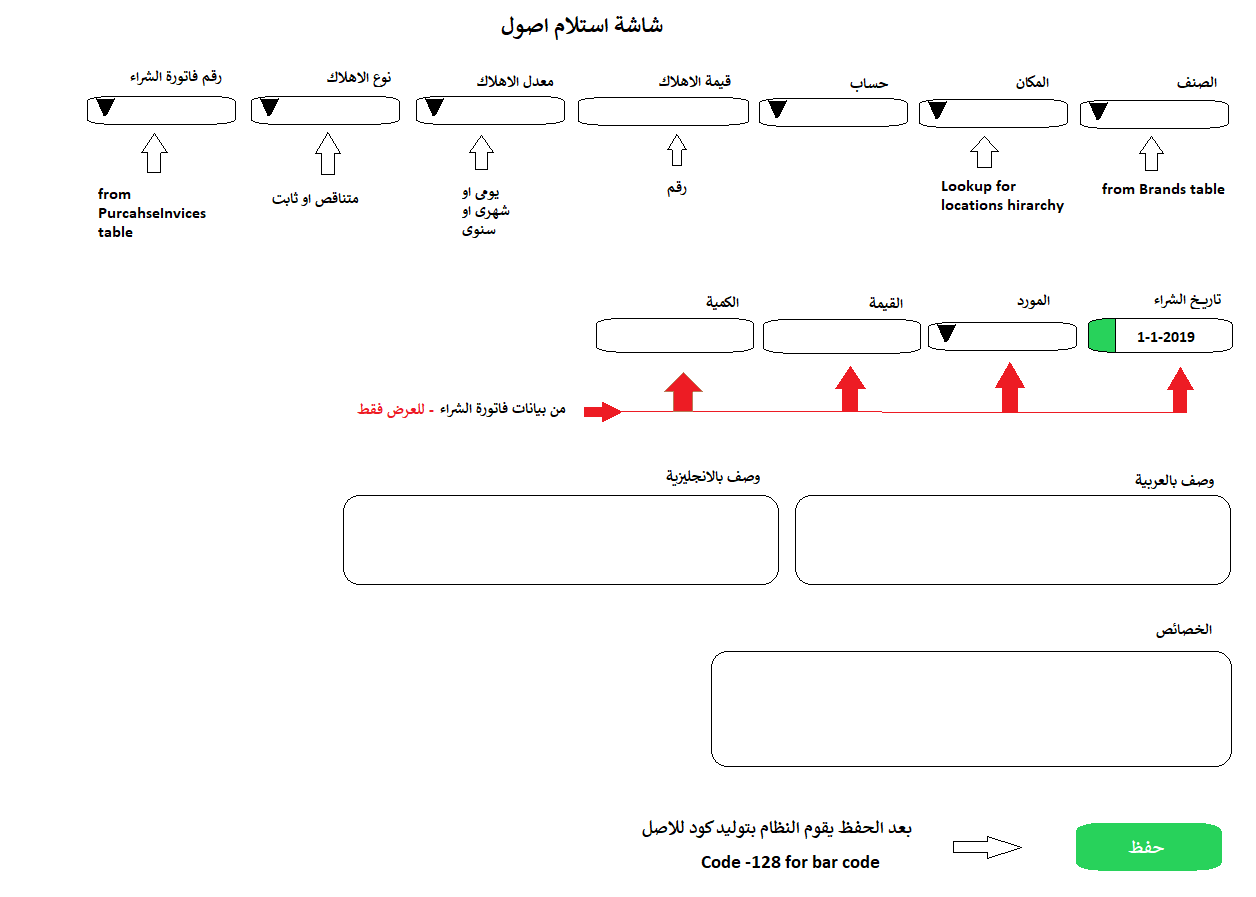 شاشة استلام اصول
الصنف
المكان
حساب
قيمة الاهلاك
معدل الاهلاك
نوع الاهلاك
رقم فاتورة الشراء
from Brands table
Lookup for
locations hirarchy
رقم
يومى او
شهرى او
سنوى
متناقص او ثابت
from
PurcahseInvices
table
تاريخ الشراء
المورد
القيمة
الكمية
1-1-2019
من بيانات فاتورة الشراء - للعرض فقط
وصف بالعربية
وصف بالانجليزية
الخصائص
حفظ
بعد الحفظ يقوم النظام بتوليد كود للاصل
Code -128 for bar code